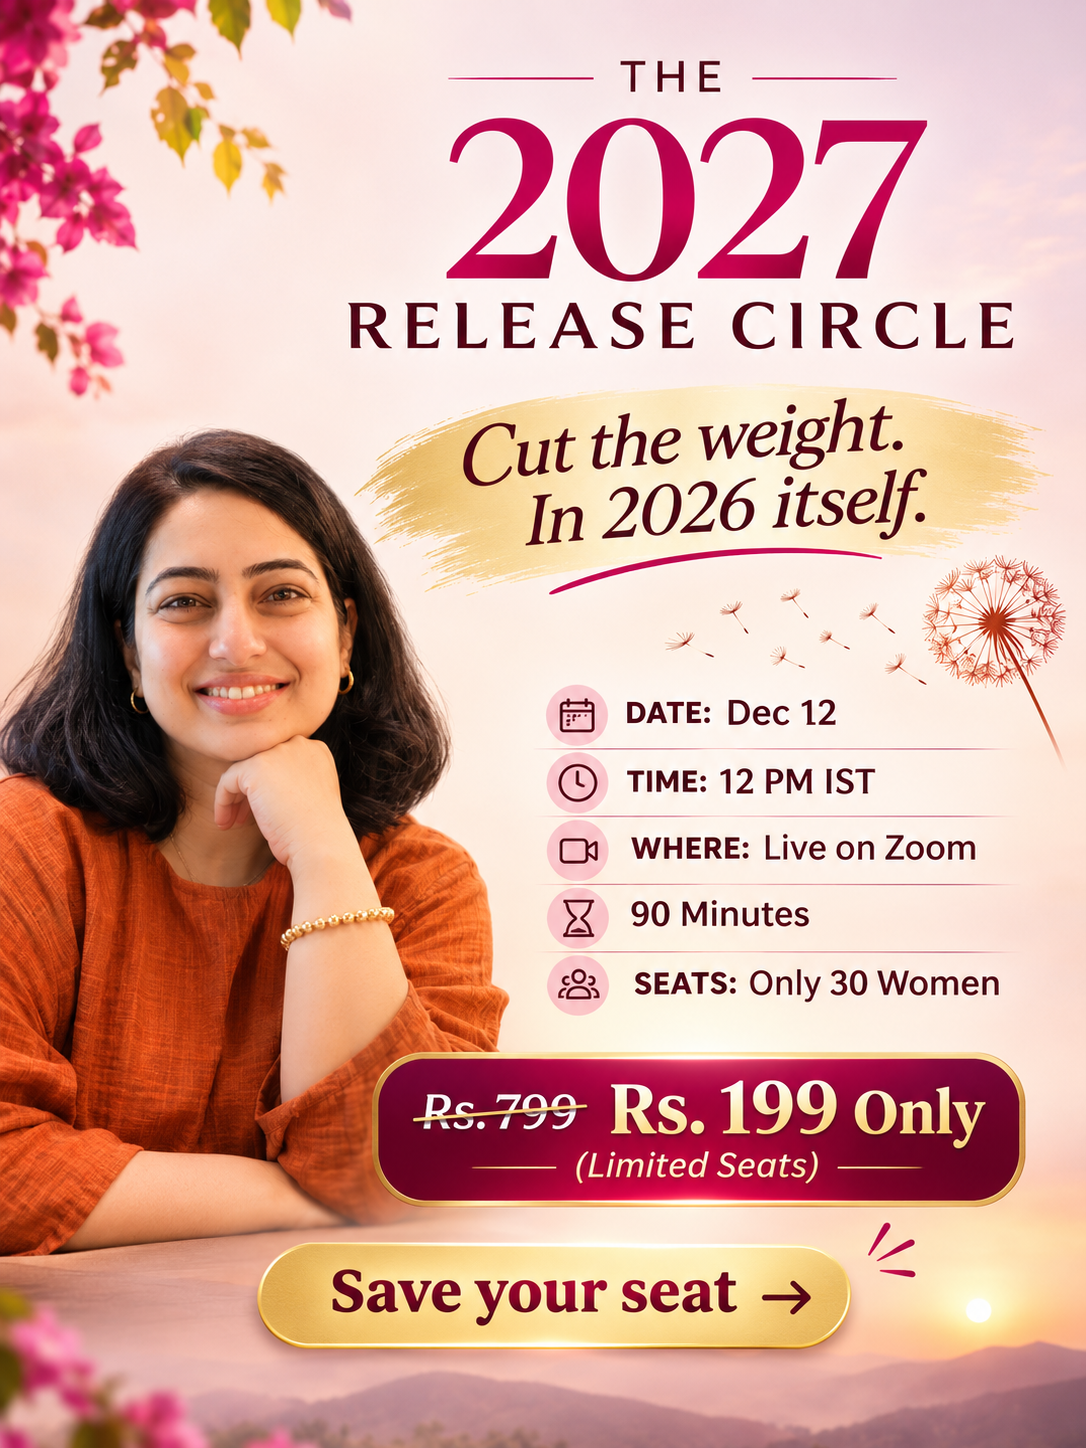 THE
2027
RELEASE CIRCLE
Cut the weight.
In 2026 itself.
DATE: Dec 12
TIME: 12 PM IST
WHERE: Live on Zoom
90 Minutes
SEATS: Only 30 Women
Rs. 799 Rs. 199 Only
(Limited Seats)
Save your seat →